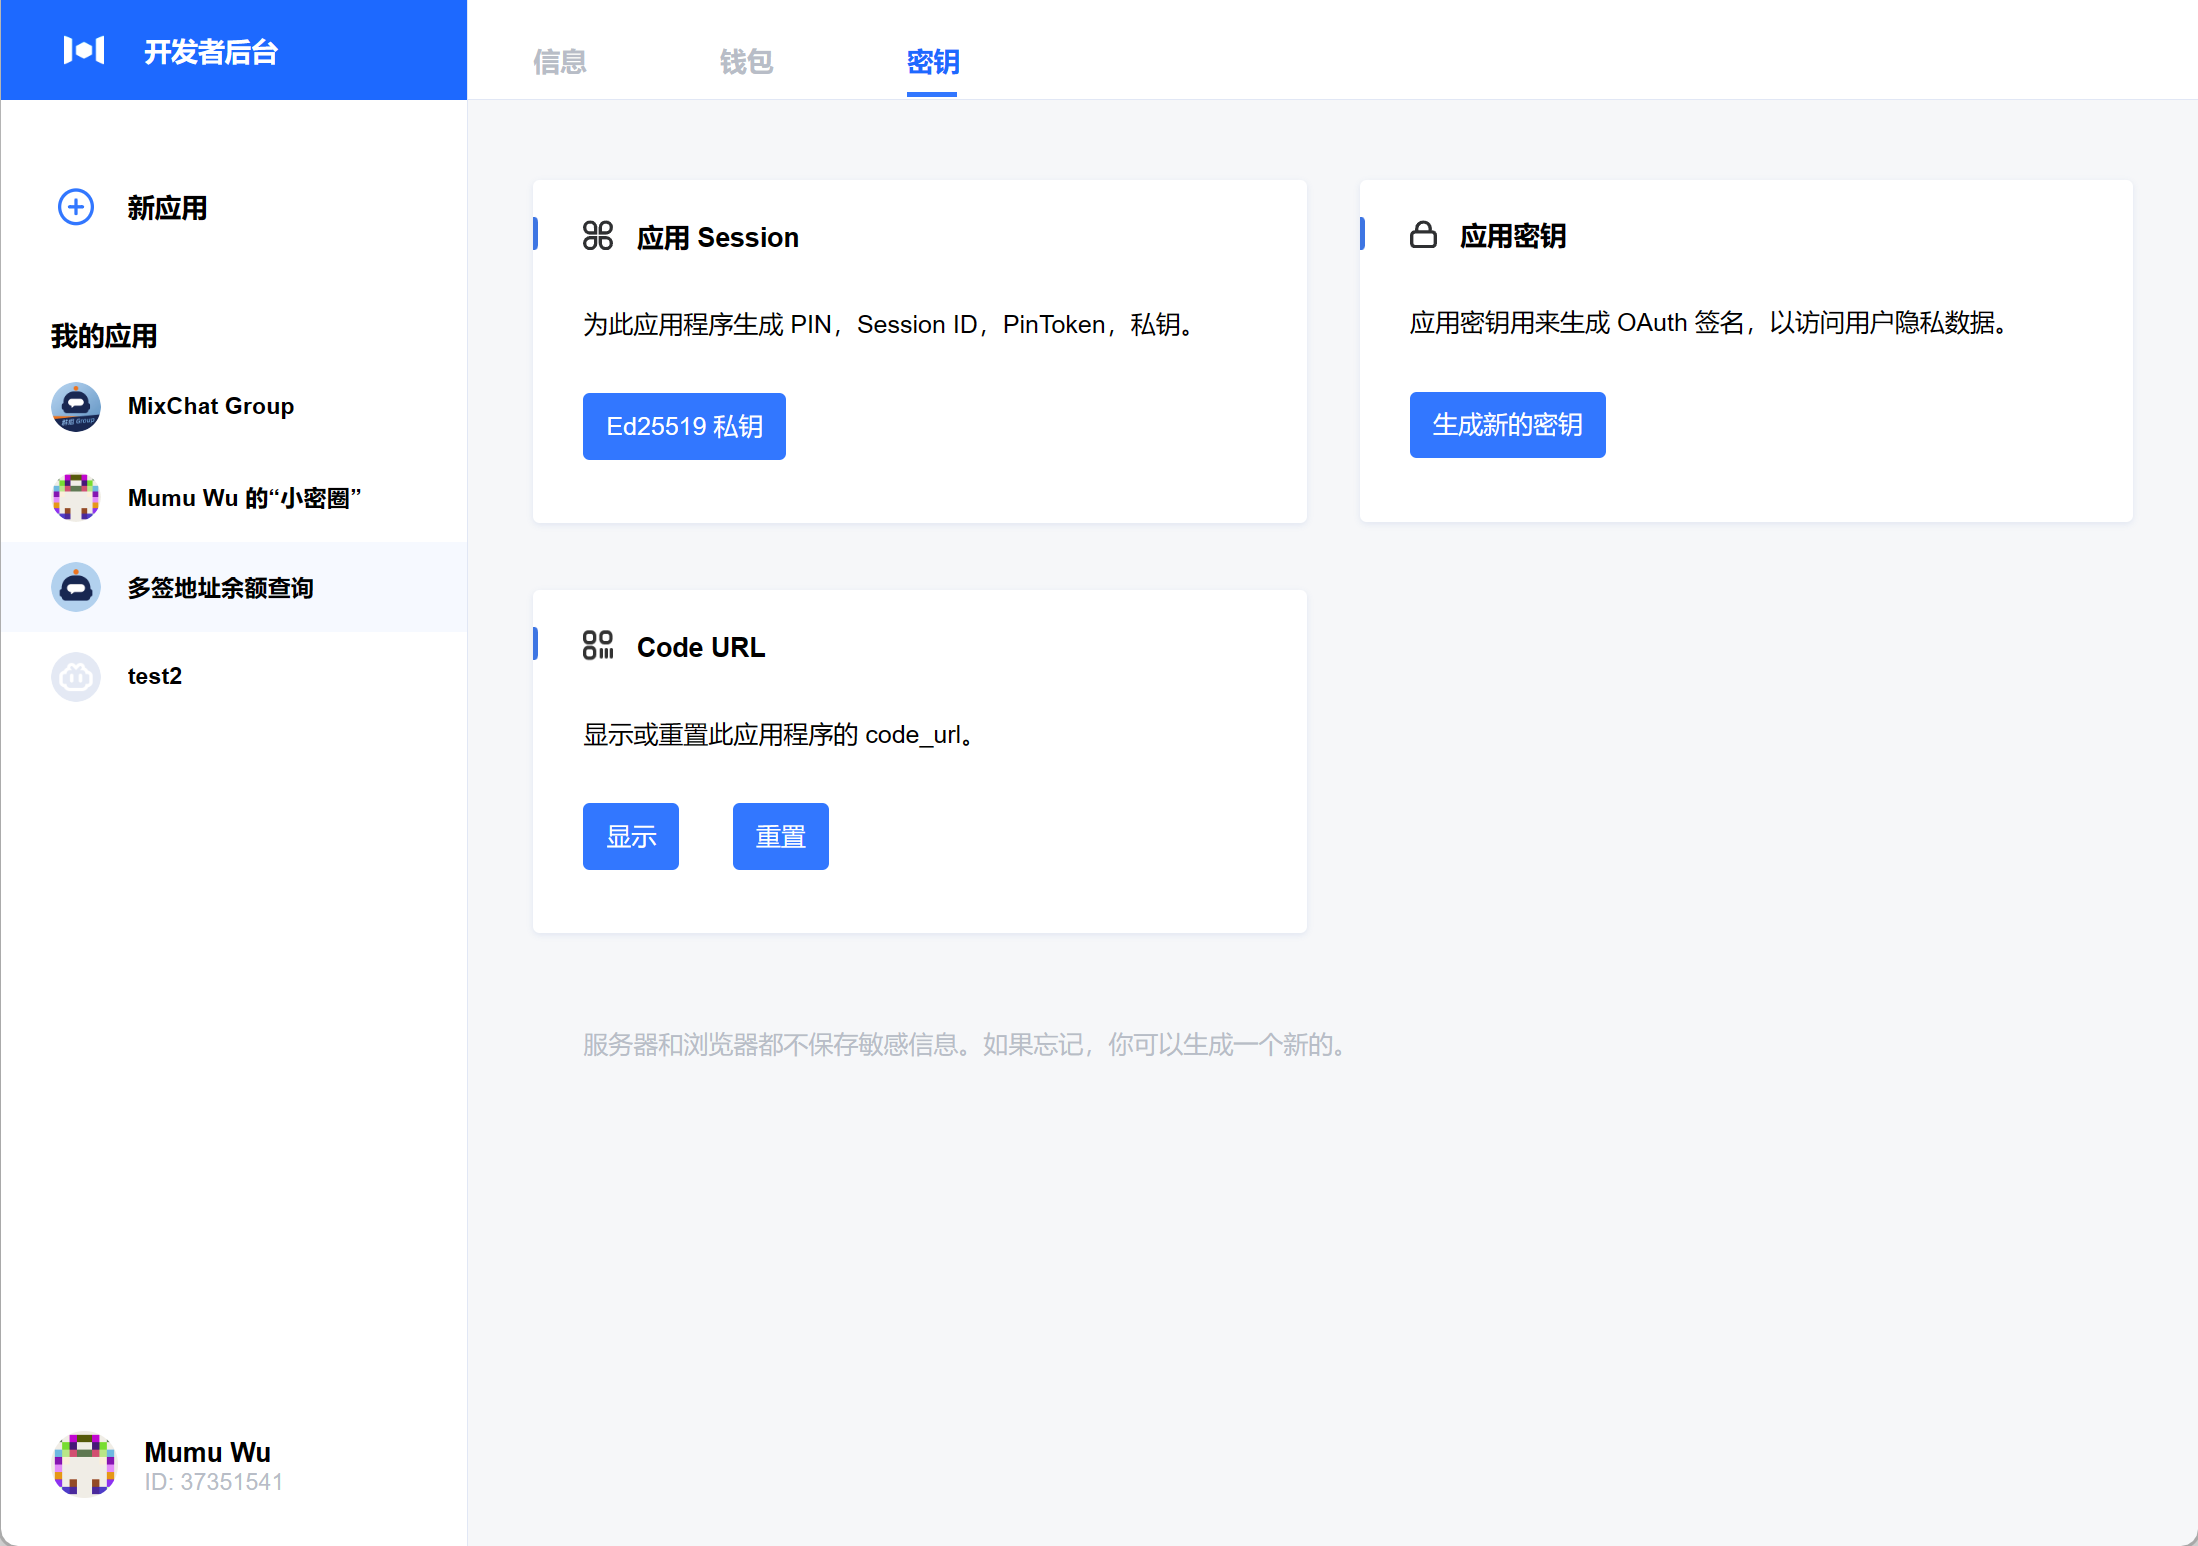 开发者后台
信息
钱包
密钥
新应用
我的应用
MixChat Group
Mumu Wu 的“小密圈”
多签地址余额查询
test2
应用 Session
为此应用程序生成 PIN，Session ID，PinToken，私钥。
Ed25519 私钥
应用密钥
应用密钥用来生成 OAuth 签名，以访问用户隐私数据。
生成新的密钥
Code URL
显示或重置此应用程序的 code_url。
显示
重置
服务器和浏览器都不保存敏感信息。如果忘记，你可以生成一个新的。
Mumu Wu
ID: 37351541